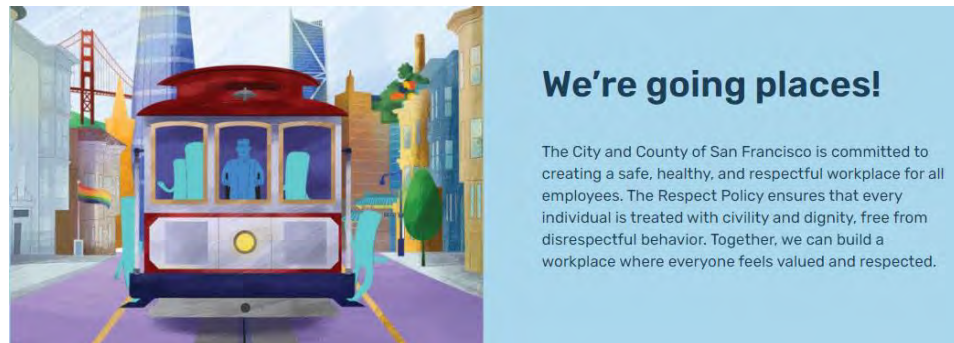 We're going places!
The City and County of San Francisco is committed to
creating a safe, healthy, and respectful workplace for all
employees. The Respect Policy ensures that every
individual is treated with civility and dignity, free from
disrespectful behavior. Together, we can build a
workplace where everyone feels valued and respected.